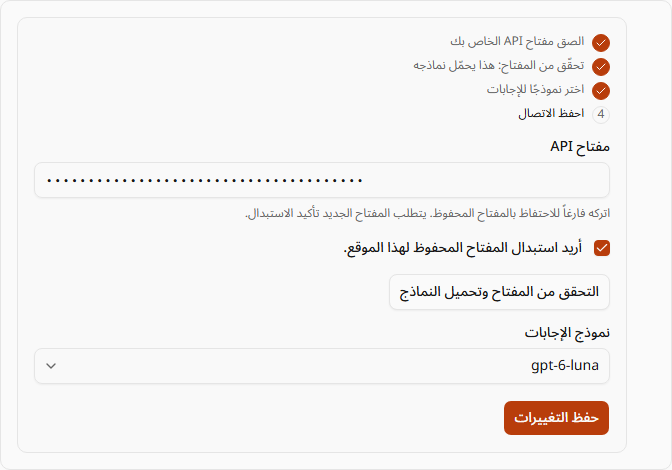 الصق مفتاح API الخاص بك
تحقّق من المفتاح: هذا يحمّل نماذجه
اختر نموذجًا للإجابات
4 احفظ الاتصال
مفتاح API
••••••••••••••••••••••••••••••••••••••
اتركه فارغاً للاحتفاظ بالمفتاح المحفوظ. يتطلب المفتاح الجديد تأكيد الاستبدال.
أريد استبدال المفتاح المحفوظ لهذا الموقع.
التحقق من المفتاح وتحميل النماذج
نموذج الإجابات
gpt-6-luna
حفظ التغييرات